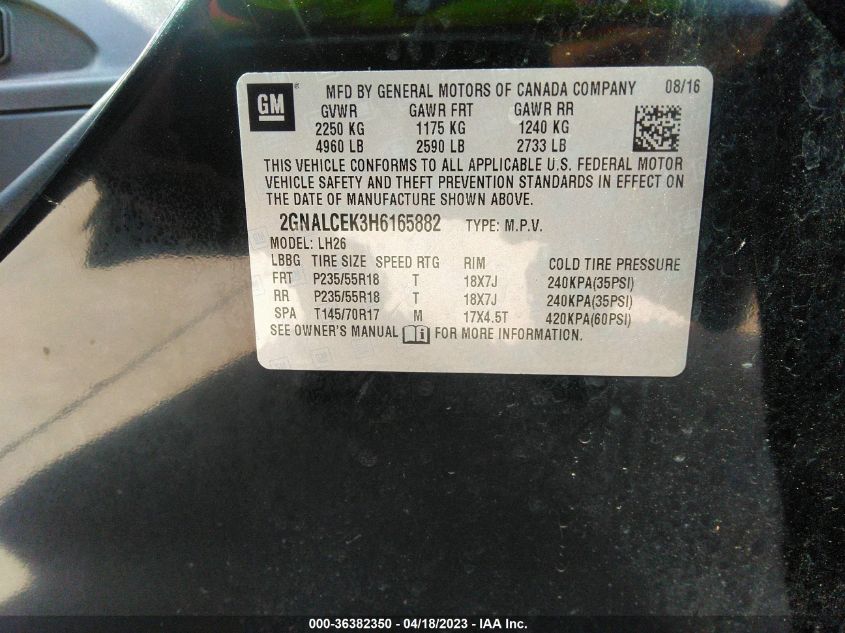 GM ®
MFD BY GENERAL MOTORS OF CANADA COMPANY 08/16
GVWR GAWR FRT GAWR RR
2250 KG 1175 KG 1240 KG
4960 LB 2590 LB 2733 LB
THIS VEHICLE CONFORMS TO ALL APPLICABLE U.S. FEDERAL MOTOR
VEHICLE SAFETY AND THEFT PREVENTION STANDARDS IN EFFECT ON
THE DATE OF MANUFACTURE SHOWN ABOVE.
2GNALCEK3H6165882 TYPE: M.P.V.
MODEL: LH26
LBBG TIRE SIZE SPEED RTG RIM COLD TIRE PRESSURE
FRT P235/55R18 T 18X7J 240KPA(35PSI)
RR P235/55R18 T 18X7J 240KPA(35PSI)
SPA T145/70R17 M 17X4.5T 420KPA(60PSI)
SEE OWNER'S MANUAL FOR MORE INFORMATION.
000-36382350 - 04/18/2023 - IAA Inc.